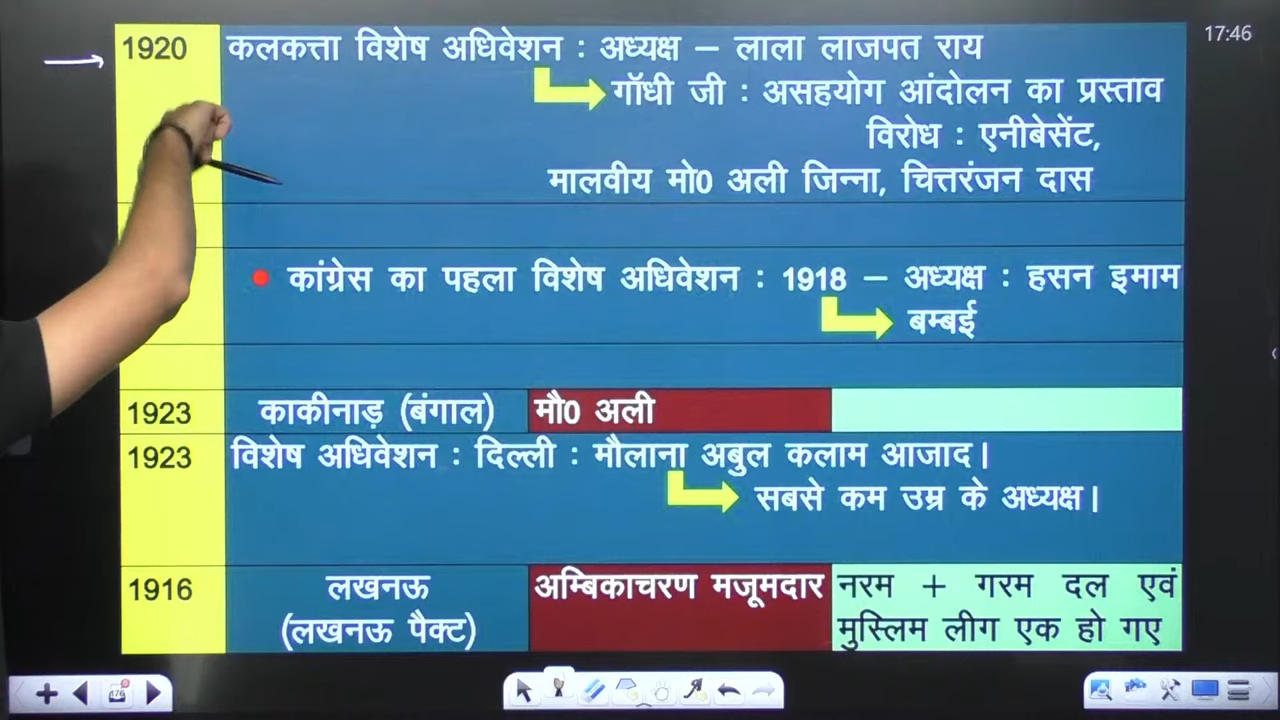 17:46
1920 कलकत्ता विशेष अधिवेशन : अध्यक्ष – लाला लाजपत राय
गॉधी जी : असहयोग आंदोलन का प्रस्ताव
विरोध : एनीबेसेंट,
मालवीय मो0 अली जिन्ना, चित्तरंजन दास
• कांग्रेस का पहला विशेष अधिवेशन : 1918 – अध्यक्ष : हसन इमाम
बम्बई
1923 काकीनाड़ (बंगाल) मौ0 अली
1923 विशेष अधिवेशन : दिल्ली : मौलाना अबुल कलाम आजाद।
सबसे कम उम्र के अध्यक्ष।
1916 लखनऊ अम्बिकाचरण मजूमदार नरम + गरम दल एवं
(लखनऊ पैक्ट) मुस्लिम लीग एक हो गए
176